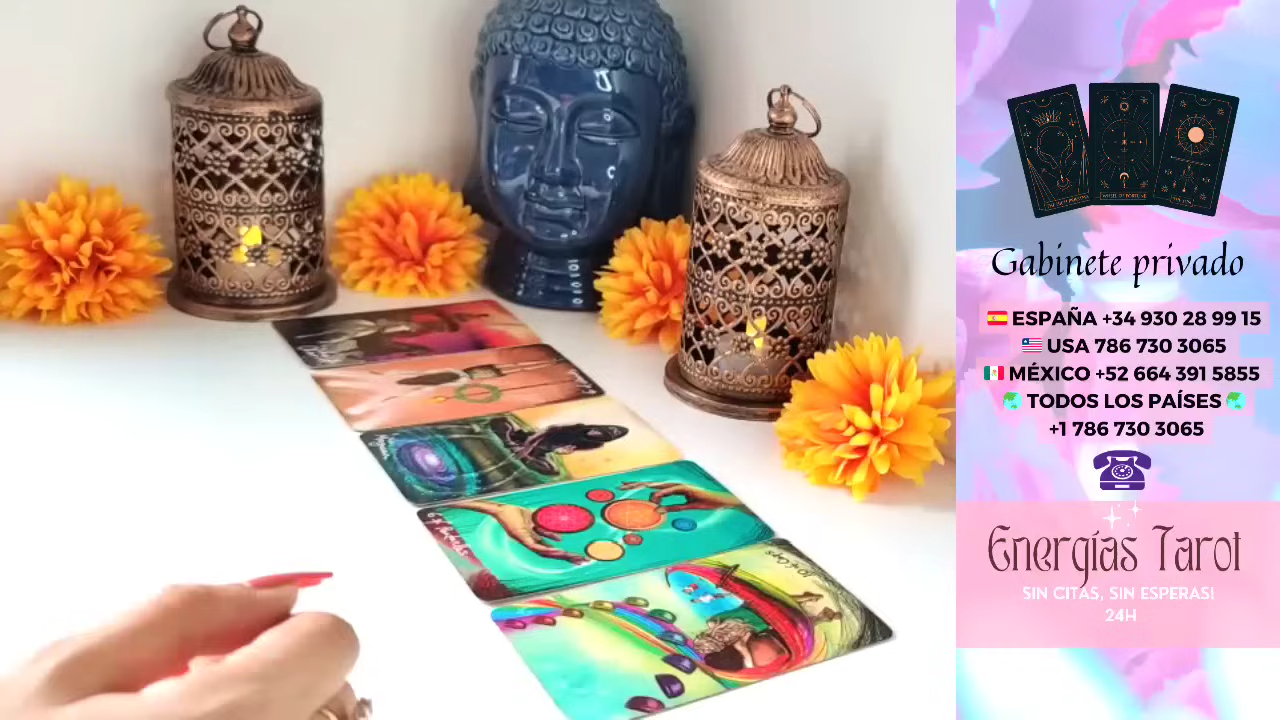 Gabinete privado
🇪🇸 ESPAÑA +34 930 28 99 15
🇺🇸 USA 786 730 3065
🇲🇽 MÉXICO +52 664 391 5855
🌏 TODOS LOS PAÍSES 🌏
+1 786 730 3065
Energías Tarot
SIN CITAS, SIN ESPERAS!
24H